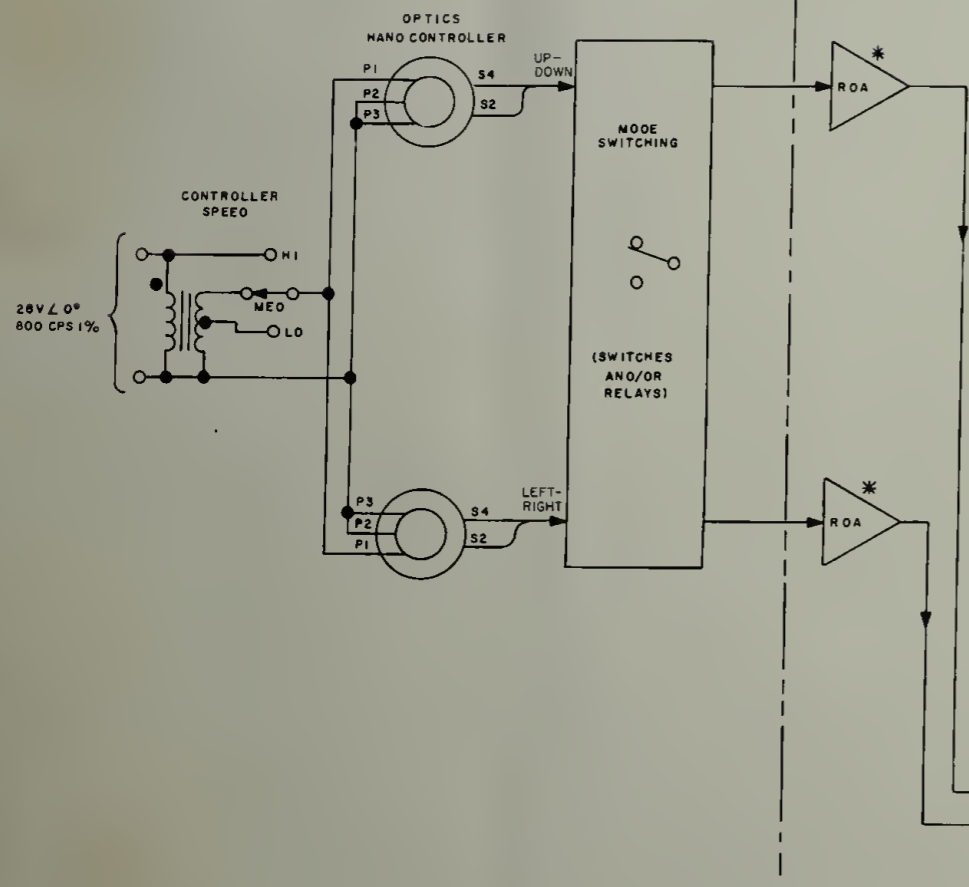 OPTICS
HAND CONTROLLER
P1
P2
P3
S4
S2
UP-
DOWN
MODE
SWITCHING
(SWITCHES
AND/OR
RELAYS)
ROA
*
CONTROLLER
SPEED
HI
MED
LO
28V∠0°
800 CPS 1%
P3
P2
P1
S4
S2
LEFT-
RIGHT
ROA
*